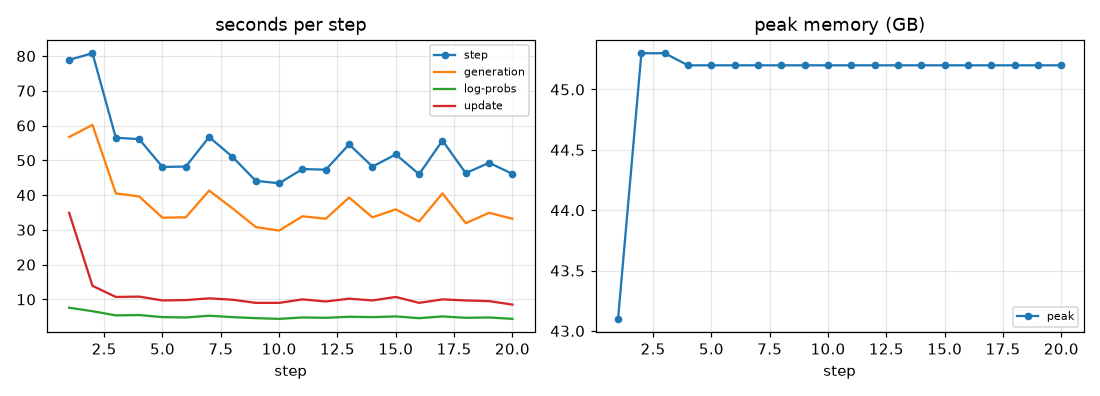 seconds per step
80
70
60
50
40
30
20
10
step
generation
log-probs
update
2.5 5.0 7.5 10.0 12.5 15.0 17.5 20.0
step
peak memory (GB)
45.0
44.5
44.0
43.5
43.0
peak
2.5 5.0 7.5 10.0 12.5 15.0 17.5 20.0
step